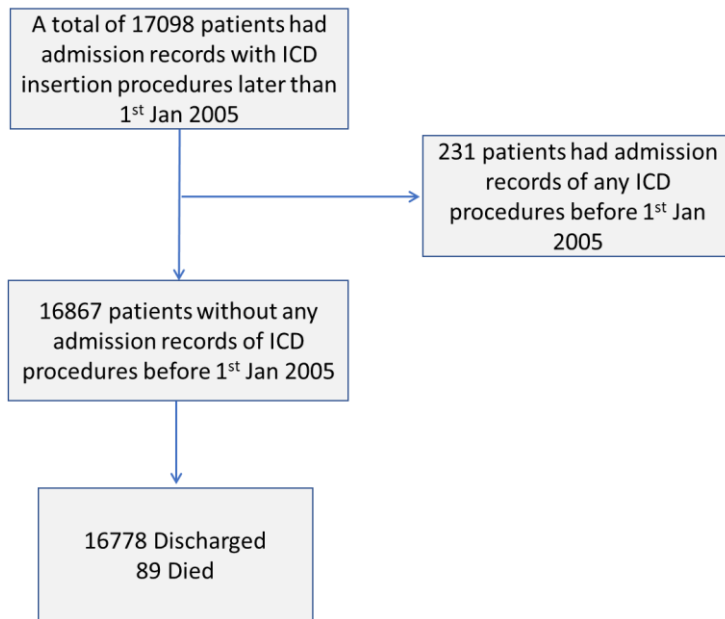 A total of 17098 patients had
admission records with ICD
insertion procedures later than
1st Jan 2005
231 patients had admission
records of any ICD
procedures before 1st Jan
2005
16867 patients without any
admission records of ICD
procedures before 1st Jan 2005
16778 Discharged
89 Died